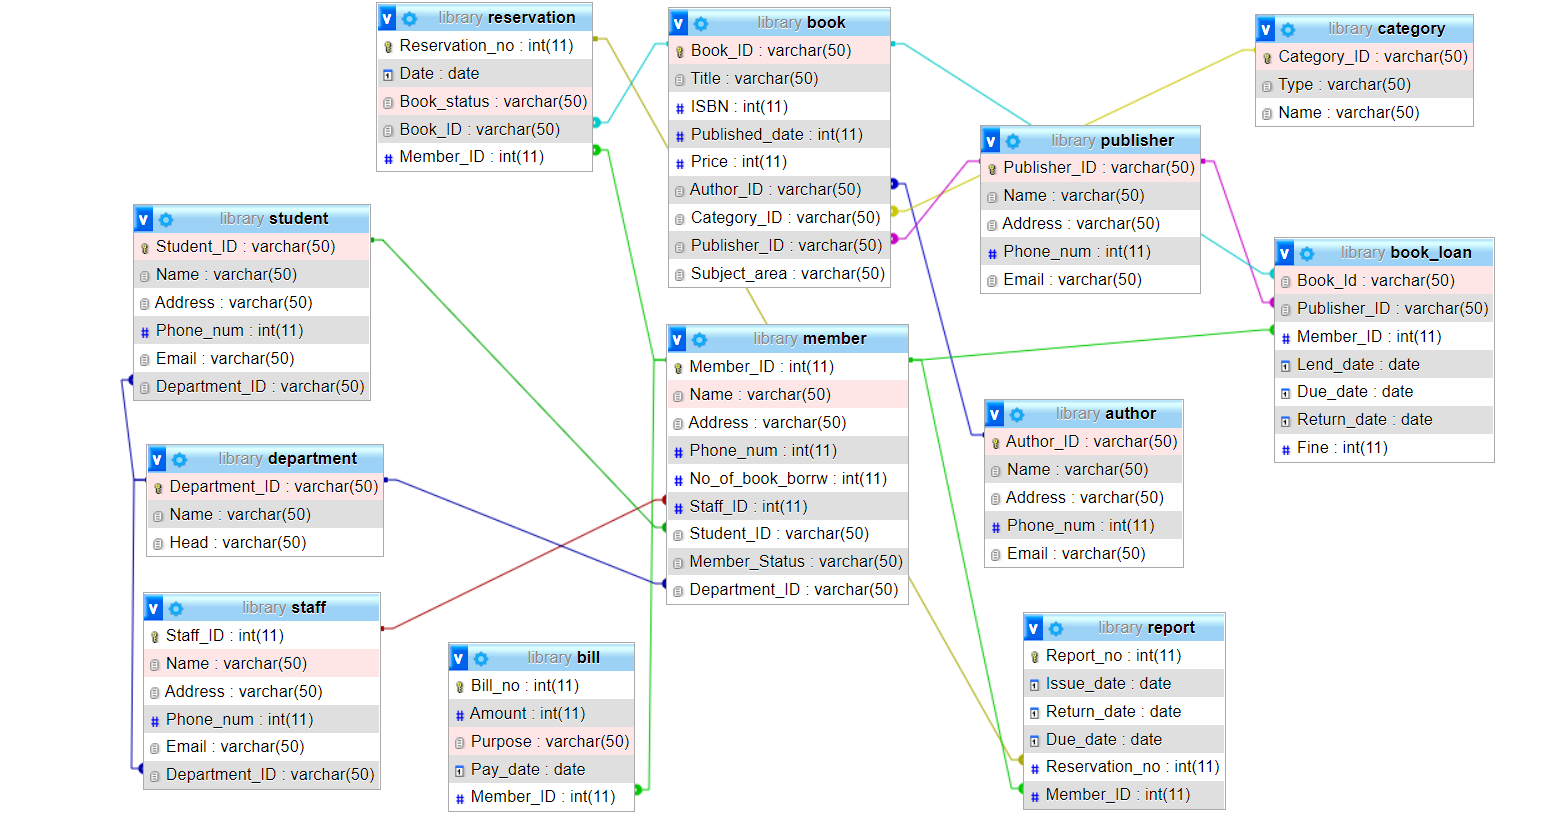 library reservation
Reservation_no : int(11)
Date : date
Book_status : varchar(50)
Book_ID : varchar(50)
Member_ID : int(11)
library book
Book_ID : varchar(50)
Title : varchar(50)
ISBN : int(11)
Published_date : int(11)
Price : int(11)
Author_ID : varchar(50)
Category_ID : varchar(50)
Publisher_ID : varchar(50)
Subject_area : varchar(50)
library category
Category_ID : varchar(50)
Type : varchar(50)
Name : varchar(50)
library publisher
Publisher_ID : varchar(50)
Name : varchar(50)
Address : varchar(50)
Phone_num : int(11)
Email : varchar(50)
library student
Student_ID : varchar(50)
Name : varchar(50)
Address : varchar(50)
Phone_num : int(11)
Email : varchar(50)
Department_ID : varchar(50)
library book_loan
Book_Id : varchar(50)
Publisher_ID : varchar(50)
Member_ID : int(11)
Lend_date : date
Due_date : date
Return_date : date
Fine : int(11)
library member
Member_ID : int(11)
Name : varchar(50)
Address : varchar(50)
Phone_num : int(11)
No_of_book_borrw : int(11)
Staff_ID : int(11)
Student_ID : varchar(50)
Member_Status : varchar(50)
Department_ID : varchar(50)
library author
Author_ID : varchar(50)
Name : varchar(50)
Address : varchar(50)
Phone_num : int(11)
Email : varchar(50)
library department
Department_ID : varchar(50)
Name : varchar(50)
Head : varchar(50)
library staff
Staff_ID : int(11)
Name : varchar(50)
Address : varchar(50)
Phone_num : int(11)
Email : varchar(50)
Department_ID : varchar(50)
library bill
Bill_no : int(11)
Amount : int(11)
Purpose : varchar(50)
Pay_date : date
Member_ID : int(11)
library report
Report_no : int(11)
Issue_date : date
Return_date : date
Due_date : date
Reservation_no : int(11)
Member_ID : int(11)